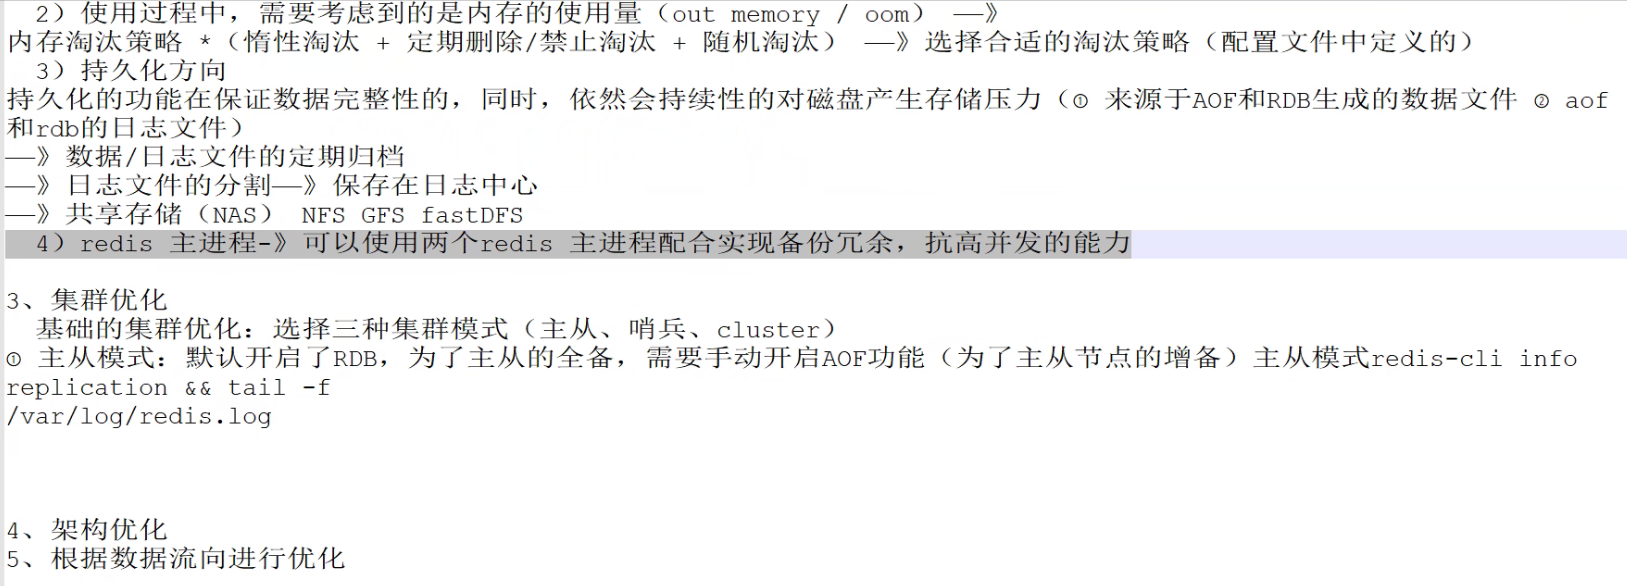 2）使用过程中，需要考虑到的是内存的使用量（out memory / oom） ——》
内存淘汰策略 *（惰性淘汰 + 定期删除/禁止淘汰 + 随机淘汰） ——》选择合适的淘汰策略（配置文件中定义的）
3）持久化方向
持久化的功能在保证数据完整性的，同时，依然会持续性的对磁盘产生存储压力（① 来源于AOF和RDB生成的数据文件 ② aof
和rdb的日志文件）
——》数据/日志文件的定期归档
——》日志文件的分割——》保存在日志中心
——》共享存储（NAS） NFS GFS fastDFS
4）redis 主进程-》可以使用两个redis 主进程配合实现备份冗余，抗高并发的能力
3、集群优化
基础的集群优化：选择三种集群模式（主从、哨兵、cluster）
① 主从模式：默认开启了RDB，为了主从的全备，需要手动开启AOF功能（为了主从节点的增备）主从模式redis-cli info
replication && tail -f
/var/log/redis.log
4、架构优化
5、根据数据流向进行优化